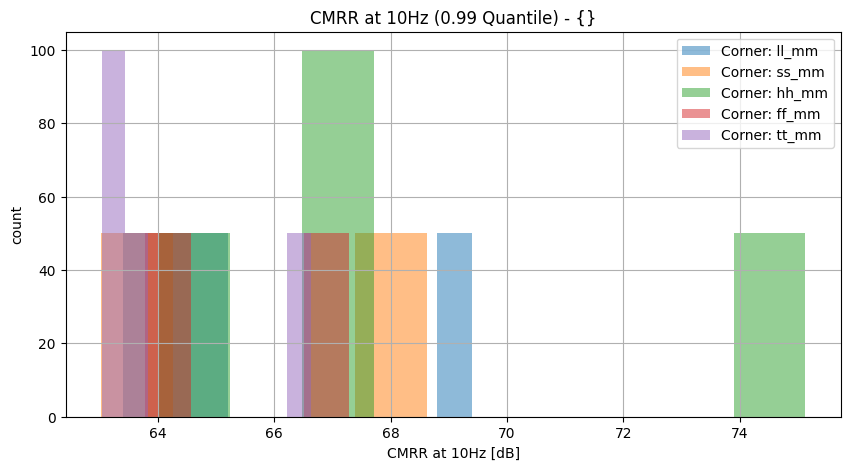 CMRR at 10Hz (0.99 Quantile) - {}
Corner: ll_mm
Corner: ss_mm
Corner: hh_mm
Corner: ff_mm
Corner: tt_mm
100
80
60
40
20
0
count
64
66
68
70
72
74
CMRR at 10Hz [dB]